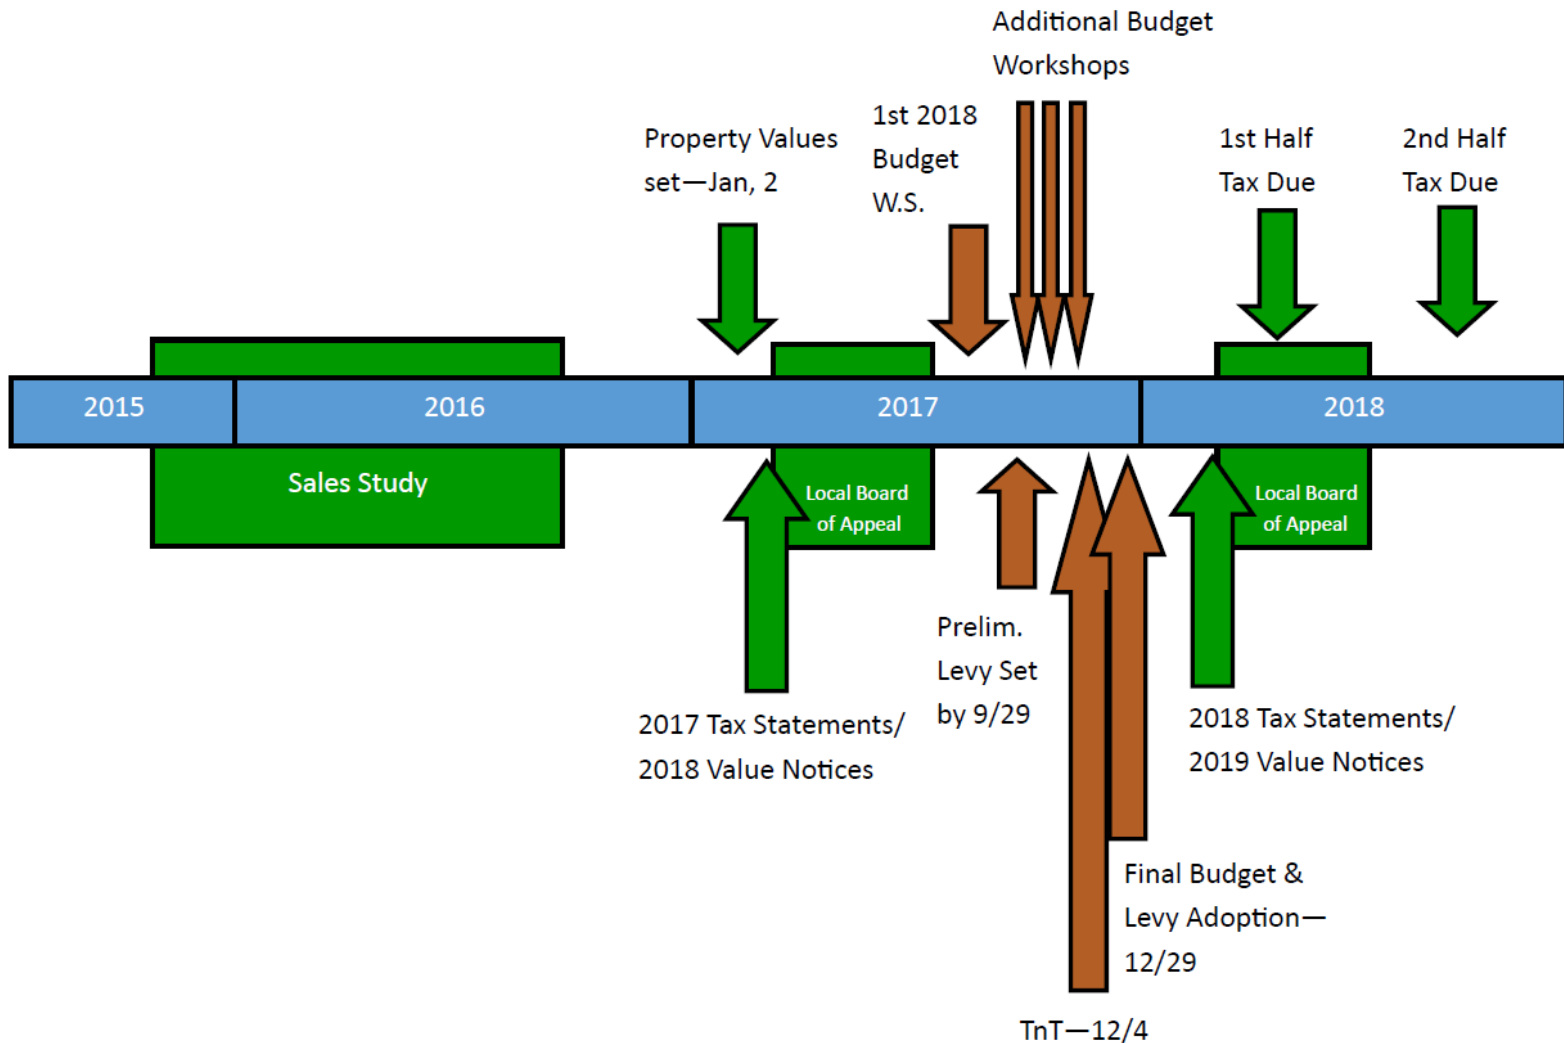 Additional Budget
Workshops
1st 2018
Budget
W.S.
Property Values
set—Jan, 2
1st Half
Tax Due
2nd Half
Tax Due
2015
2016
2017
2018
Sales Study
Local Board
of Appeal
Local Board
of Appeal
Prelim.
Levy Set
by 9/29
2017 Tax Statements/
2018 Value Notices
2018 Tax Statements/
2019 Value Notices
Final Budget &
Levy Adoption—
12/29
TnT—12/4